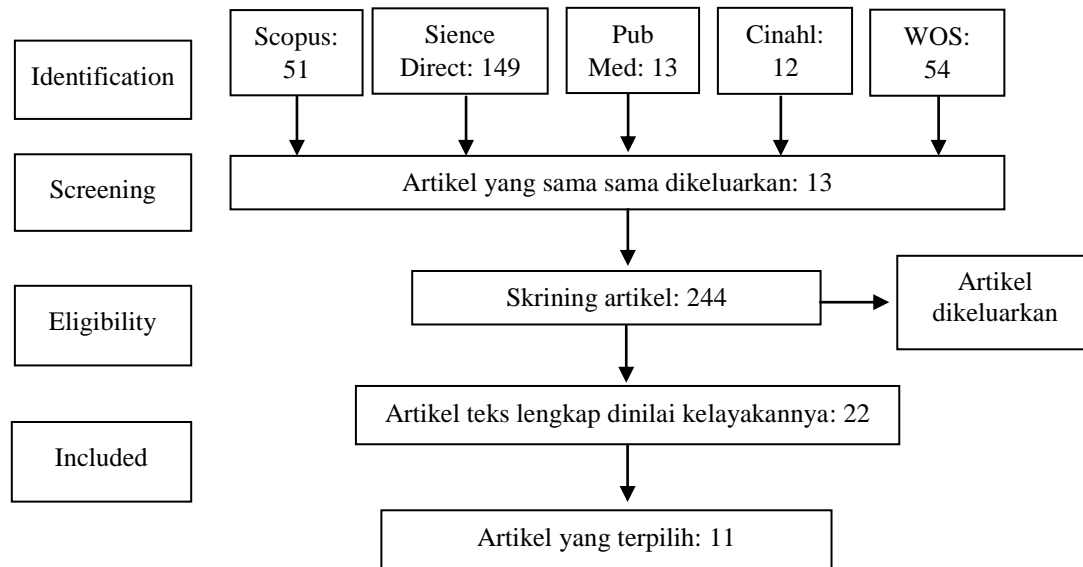 Identification
Scopus:
51
Sience
Direct: 149
Pub
Med: 13
Cinahl:
12
WOS:
54
Screening
Artikel yang sama sama dikeluarkan: 13
Eligibility
Skrining artikel: 244
Artikel
dikeluarkan
Artikel teks lengkap dinilai kelayakannya: 22
Included
Artikel yang terpilih: 11